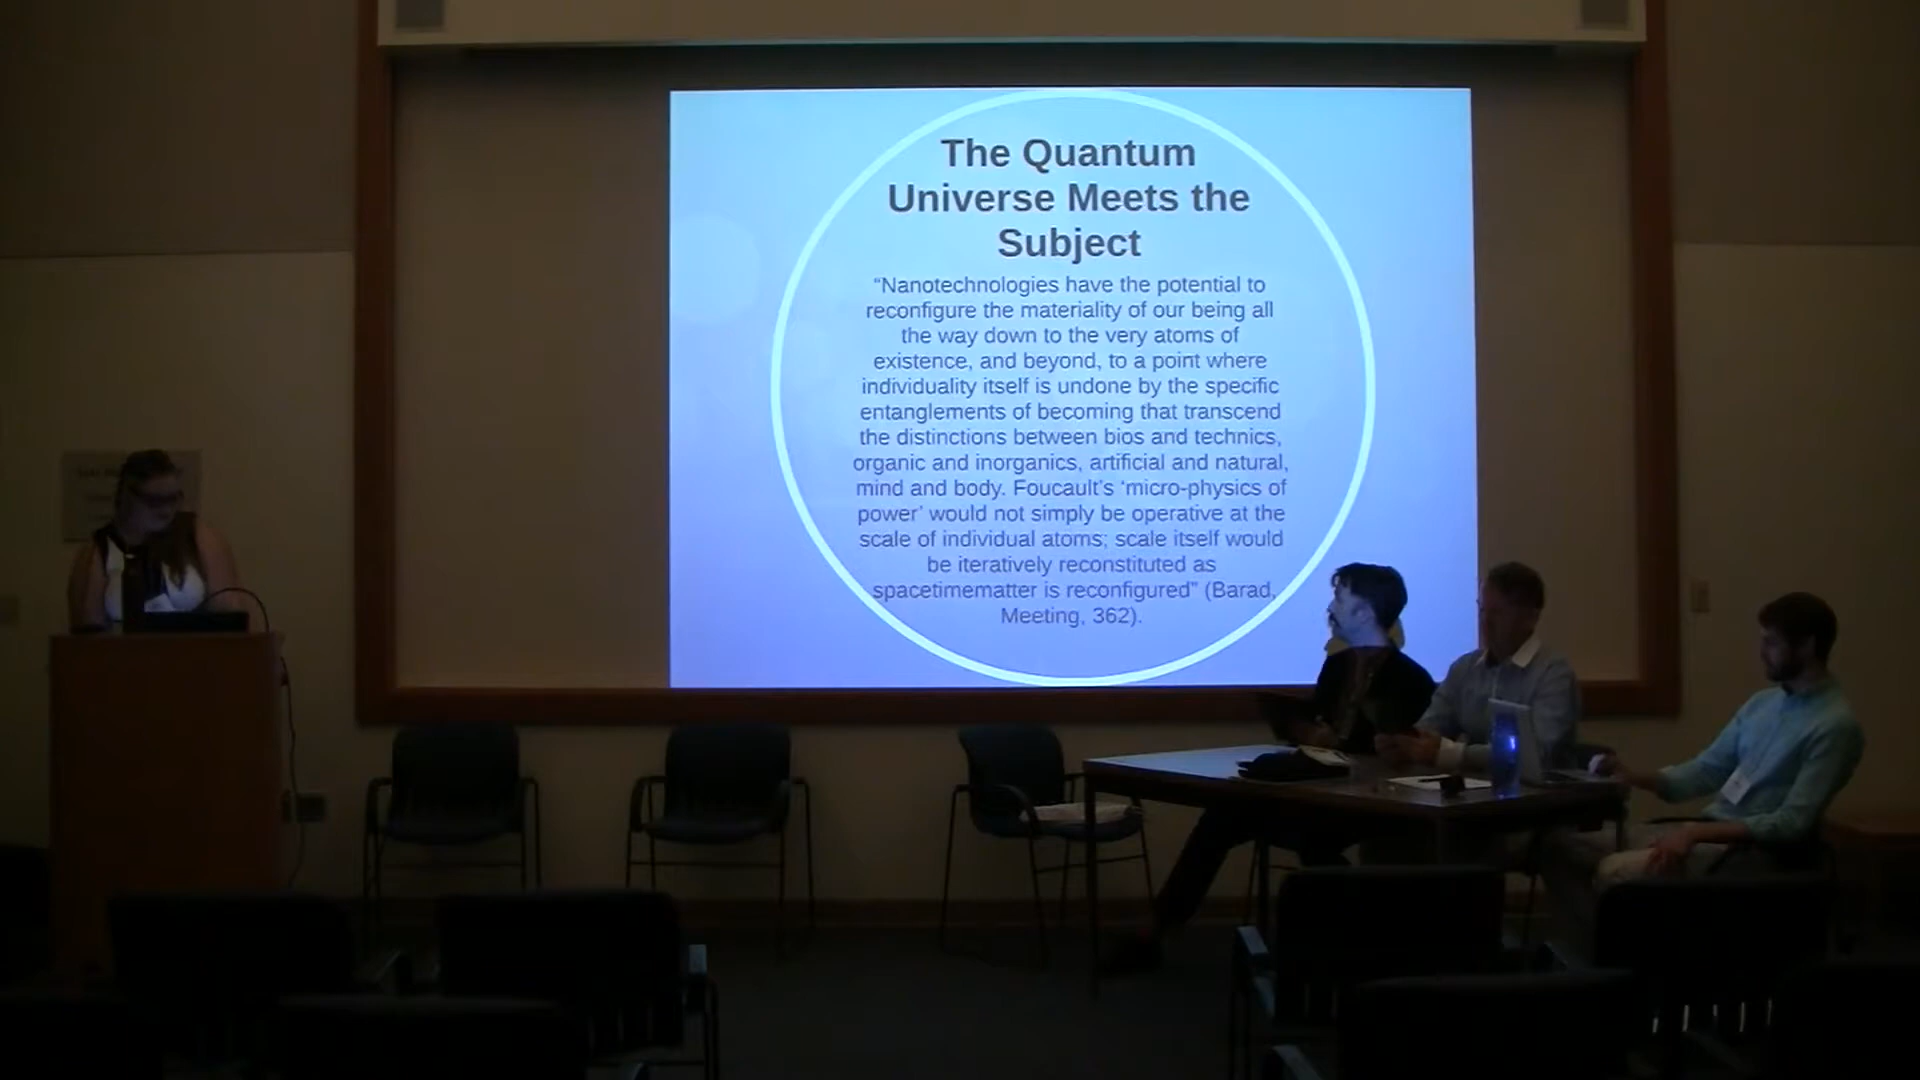 The Quantum
Universe Meets the
Subject
“Nanotechnologies have the potential to
reconfigure the materiality of our being all
the way down to the very atoms of
existence, and beyond, to a point where
individuality itself is undone by the specific
entanglements of becoming that transcend
the distinctions between bios and technics,
organic and inorganics, artificial and natural,
mind and body. Foucault’s ‘micro-physics of
power’ would not simply be operative at the
scale of individual atoms; scale itself would
be iteratively reconstituted as
spacetimematter is reconfigured” (Barad,
Meeting, 362).